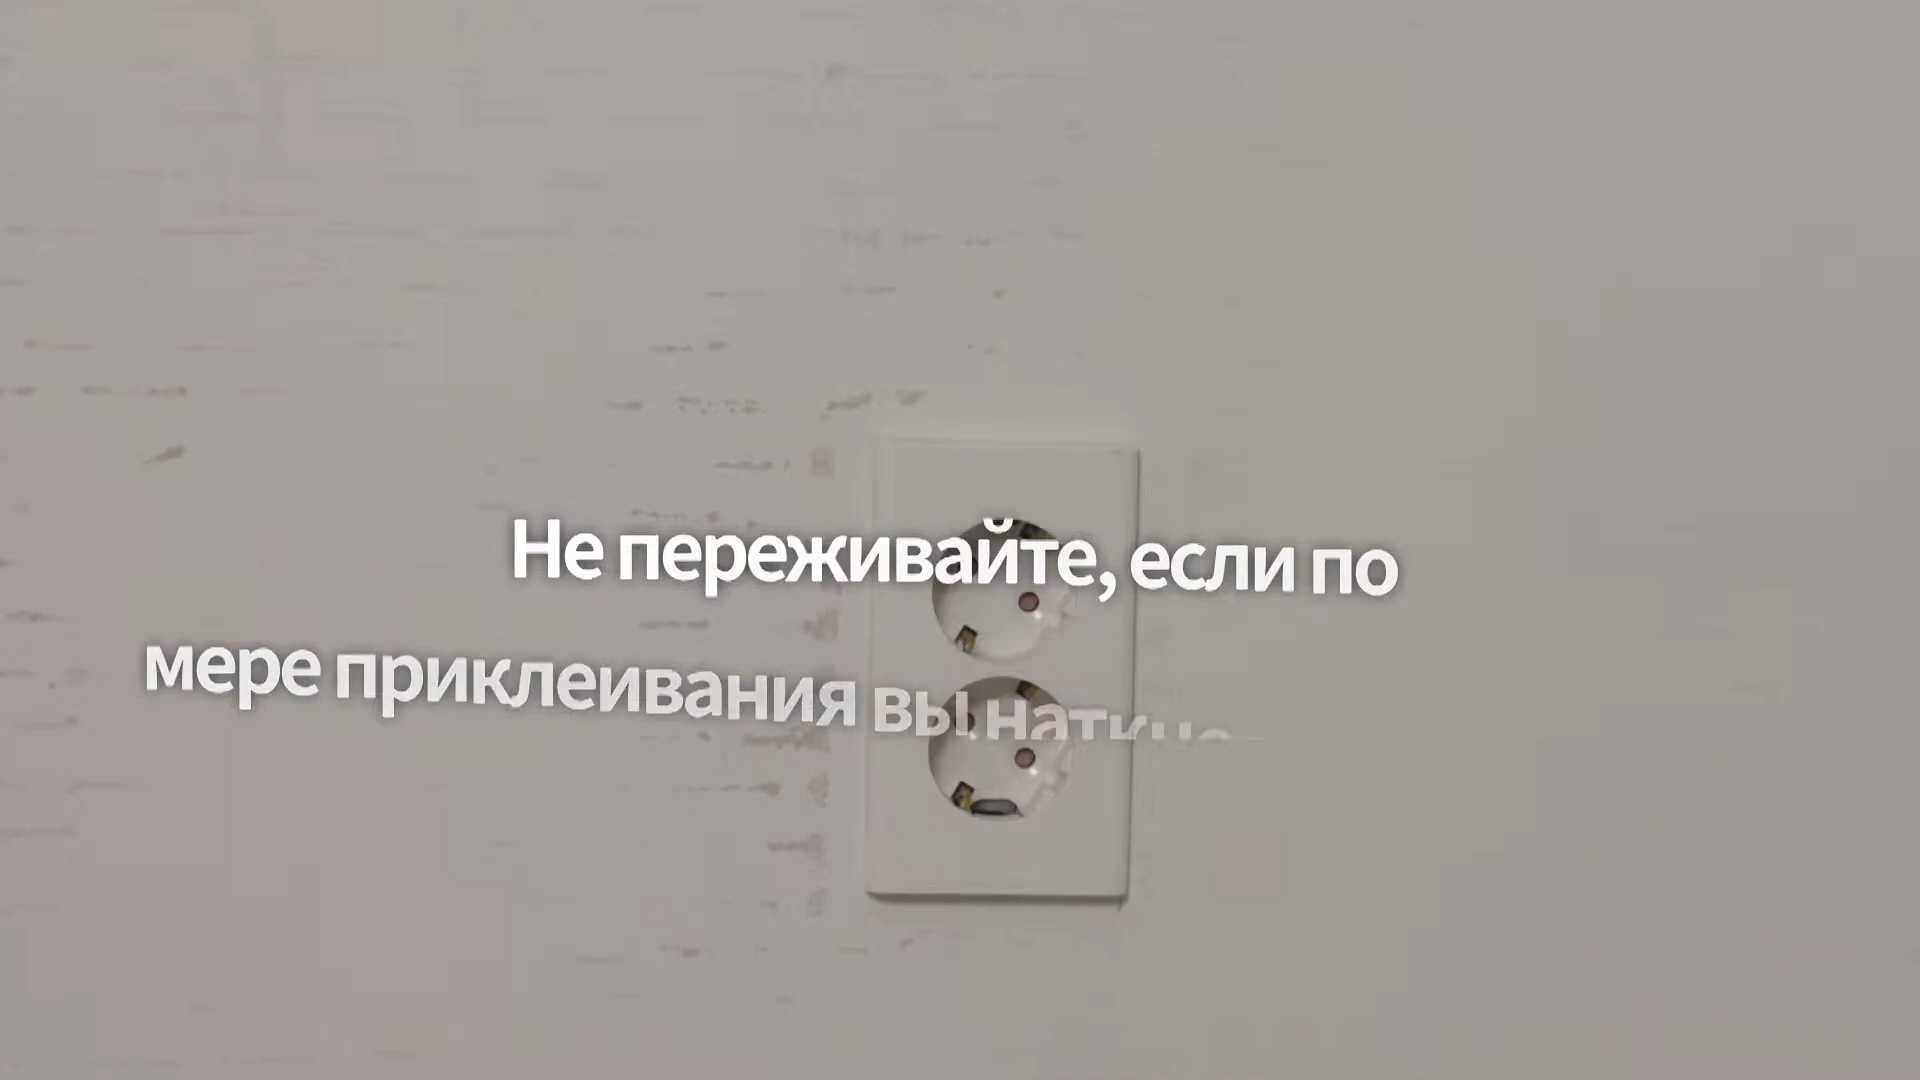 Не переживайте, если по
мере приклеивания вы